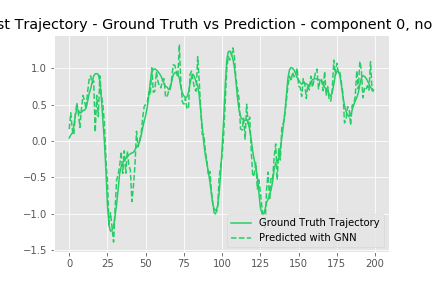 st Trajectory - Ground Truth vs Prediction - component 0, no
1.0
0.5
0.0
−0.5
−1.0
−1.5
0 25 50 75 100 125 150 175 200
Ground Truth Trajectory
Predicted with GNN